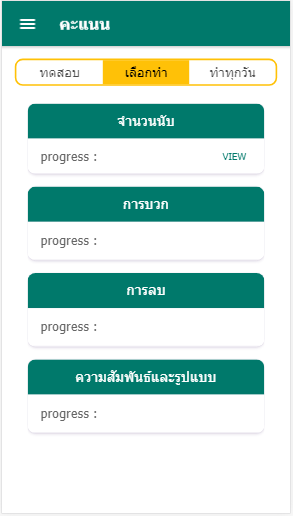 คะแนน
ทดสอบ เลือกทำ ทำทุกวัน
จำนวนนับ
progress : VIEW
การบวก
progress :
การลบ
progress :
ความสัมพันธ์และรูปแบบ
progress :